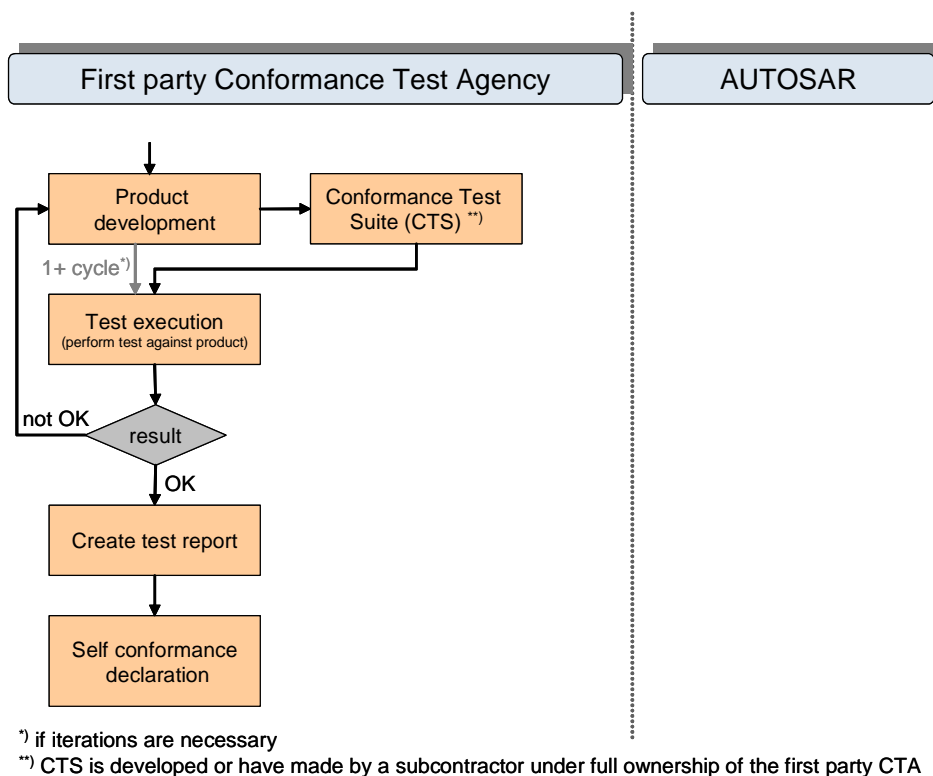 First party Conformance Test Agency
AUTOSAR
Product
development
Conformance Test
Suite (CTS) **)
1+ cycle*)
Test execution
(perform test against product)
not OK
result
OK
Create test report
Self conformance
declaration
*) if iterations are necessary
**) CTS is developed or have made by a subcontractor under full ownership of the first party CTA